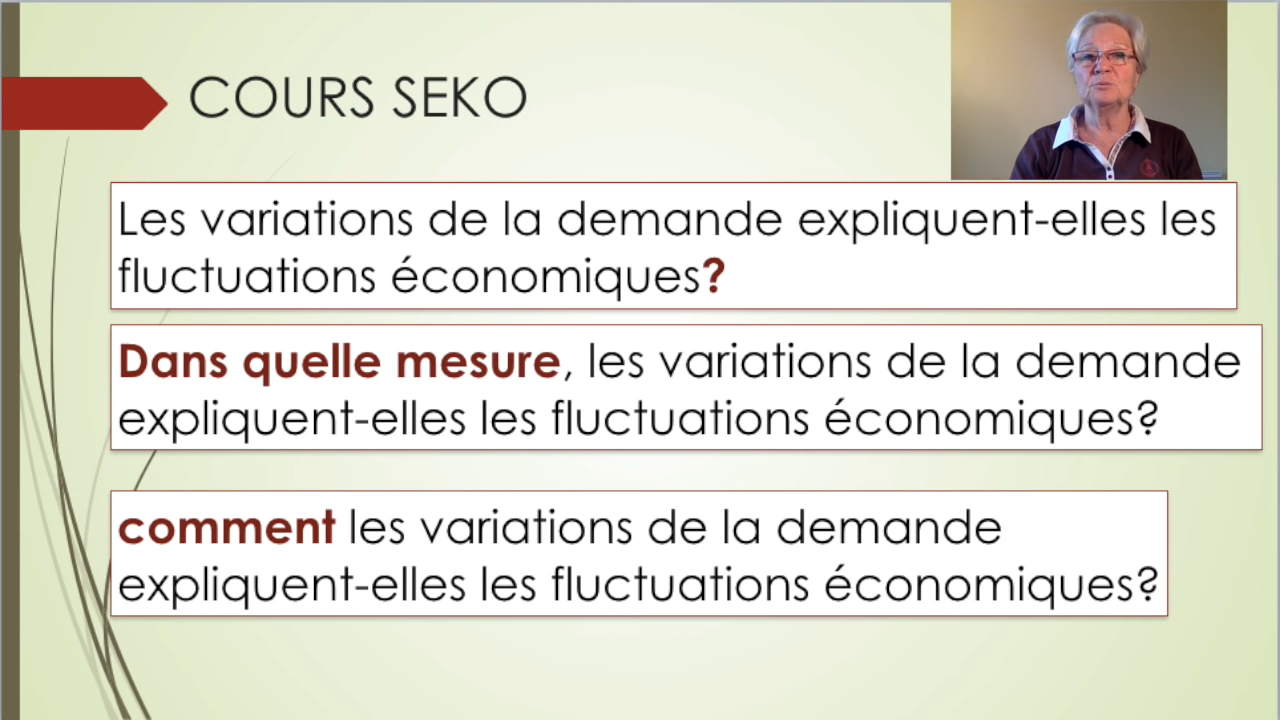 COURS SEKO
Les variations de la demande expliquent-elles les
fluctuations économiques?
Dans quelle mesure, les variations de la demande
expliquent-elles les fluctuations économiques?
comment les variations de la demande
expliquent-elles les fluctuations économiques?